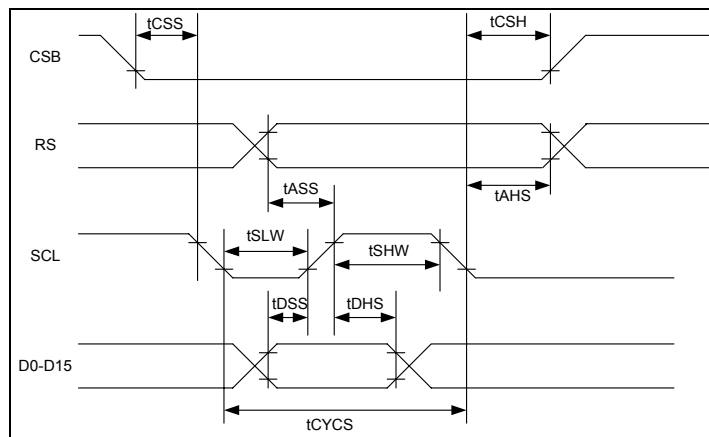 tCSS
tCSH
CSB
RS
tASS
tAHS
tSLW
tSHW
SCL
tDSS
tDHS
D0-D15
tCYCS